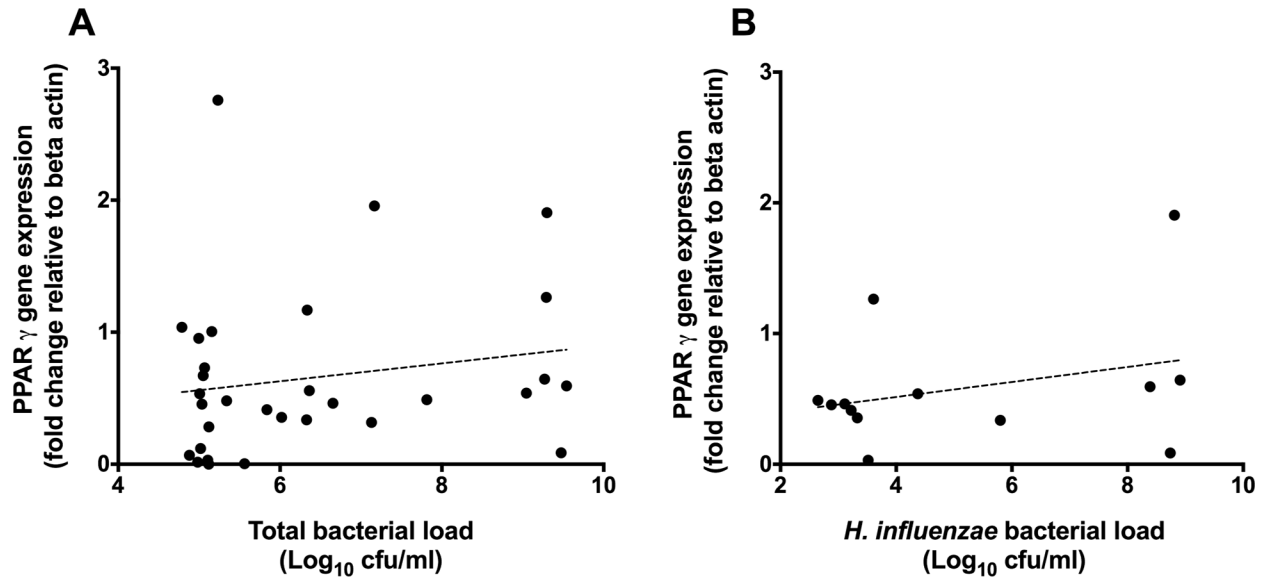 A
PPAR γ gene expression
(fold change relative to beta actin)
3
2
1
0
4 6 8 10
Total bacterial load
(Log10 cfu/ml)
B
PPAR γ gene expression
(fold change relative to beta actin)
3
2
1
0
2 4 6 8 10
H. influenzae bacterial load
(Log10 cfu/ml)